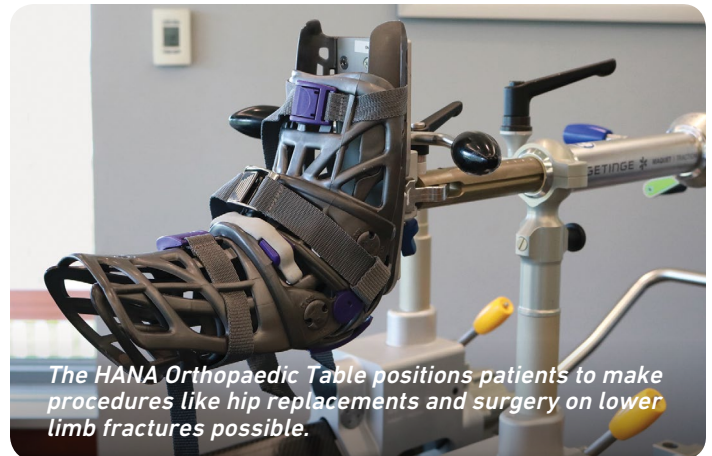 GETINGE
MAQUET
The HANA Orthopaedic Table positions patients to make
procedures like hip replacements and surgery on lower
limb fractures possible.